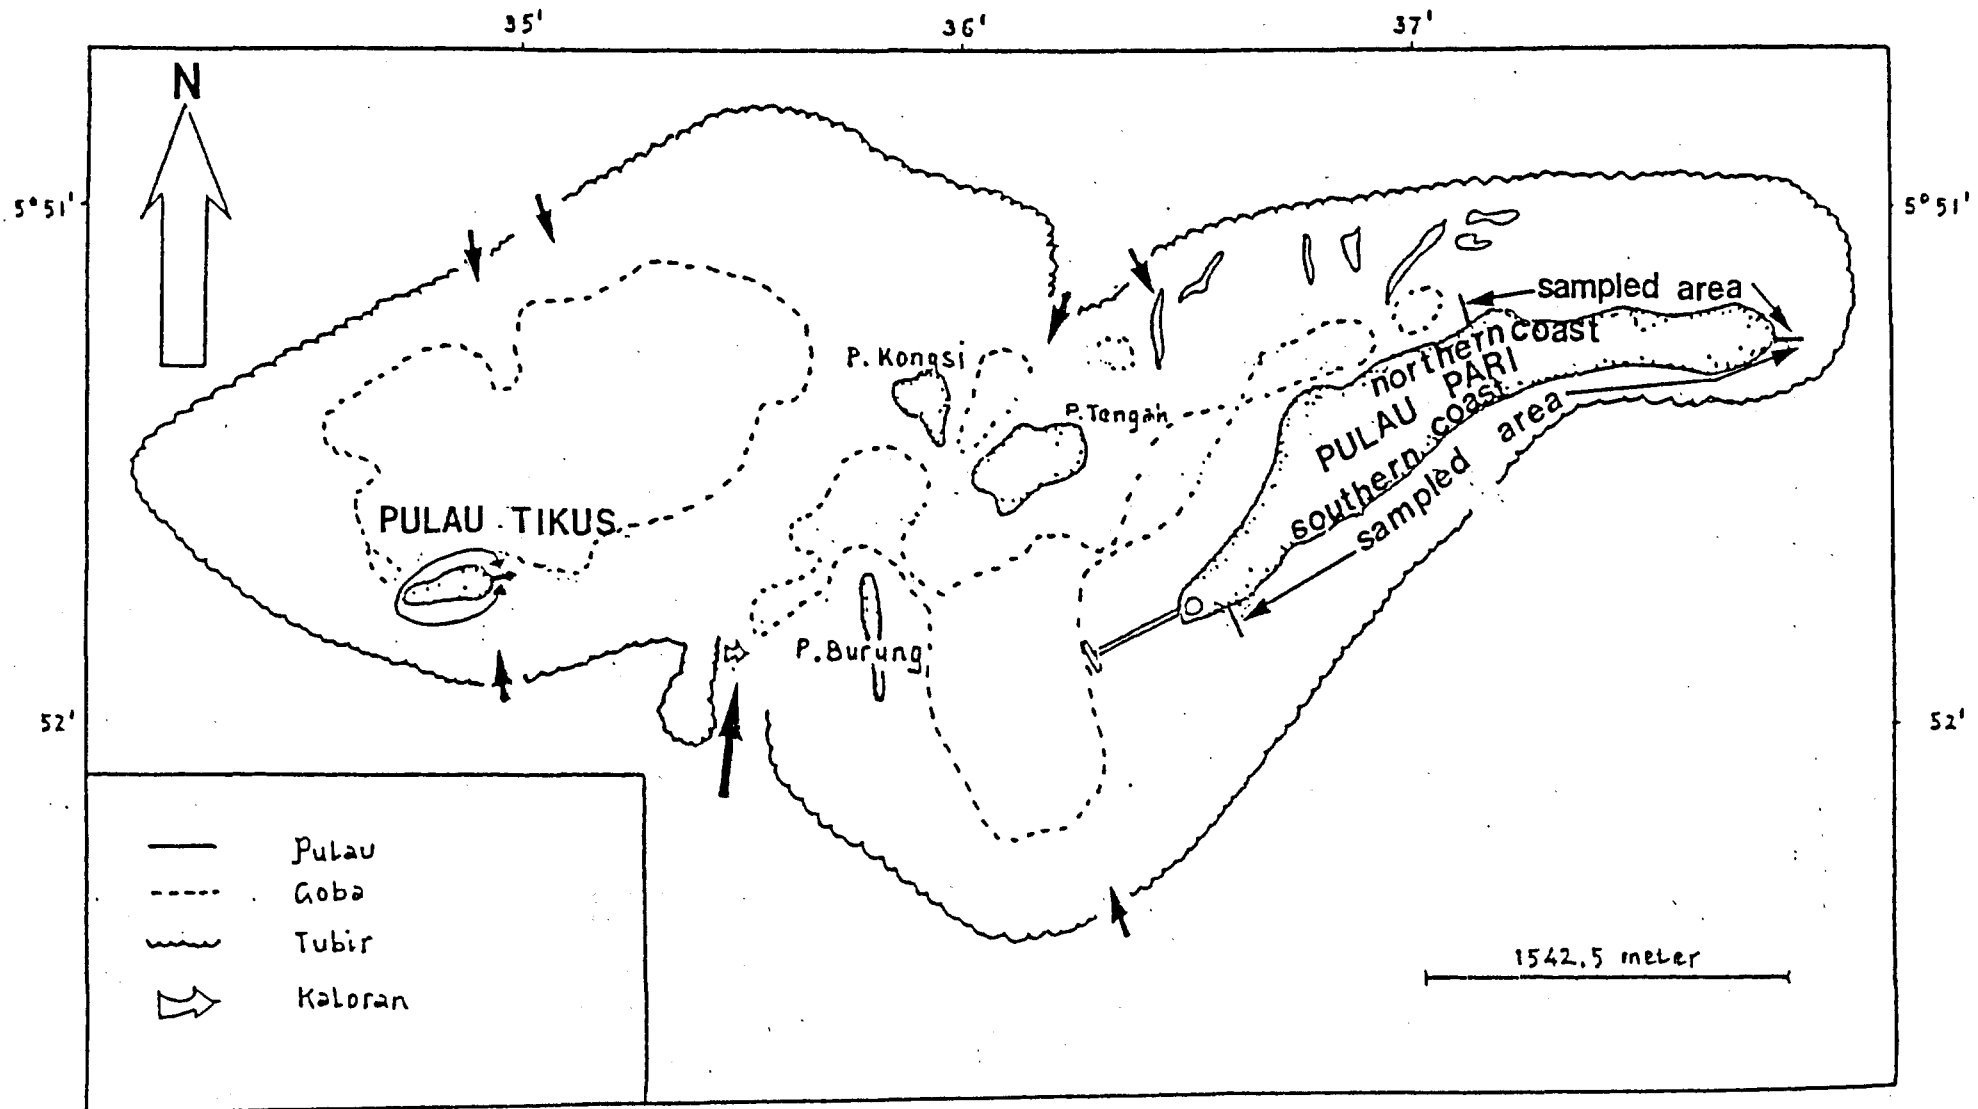 35' 36' 37'
N
5°51' 5°51'
sampled area
northern coast
P. Kongsi
PULAU PARI
P. Tengah
southern coast
sampled area
PULAU TIKUS
P. Burung
52' 52'
Pulau
Goba
Tubir
Kaloran
1542.5 meter